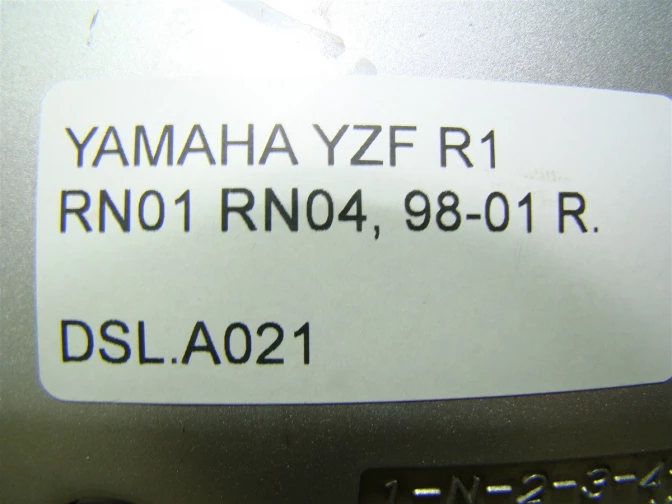 YAMAHA YZF R1
RN01 RN04, 98-01 R.
DSL.A021
1-N-2-3-4